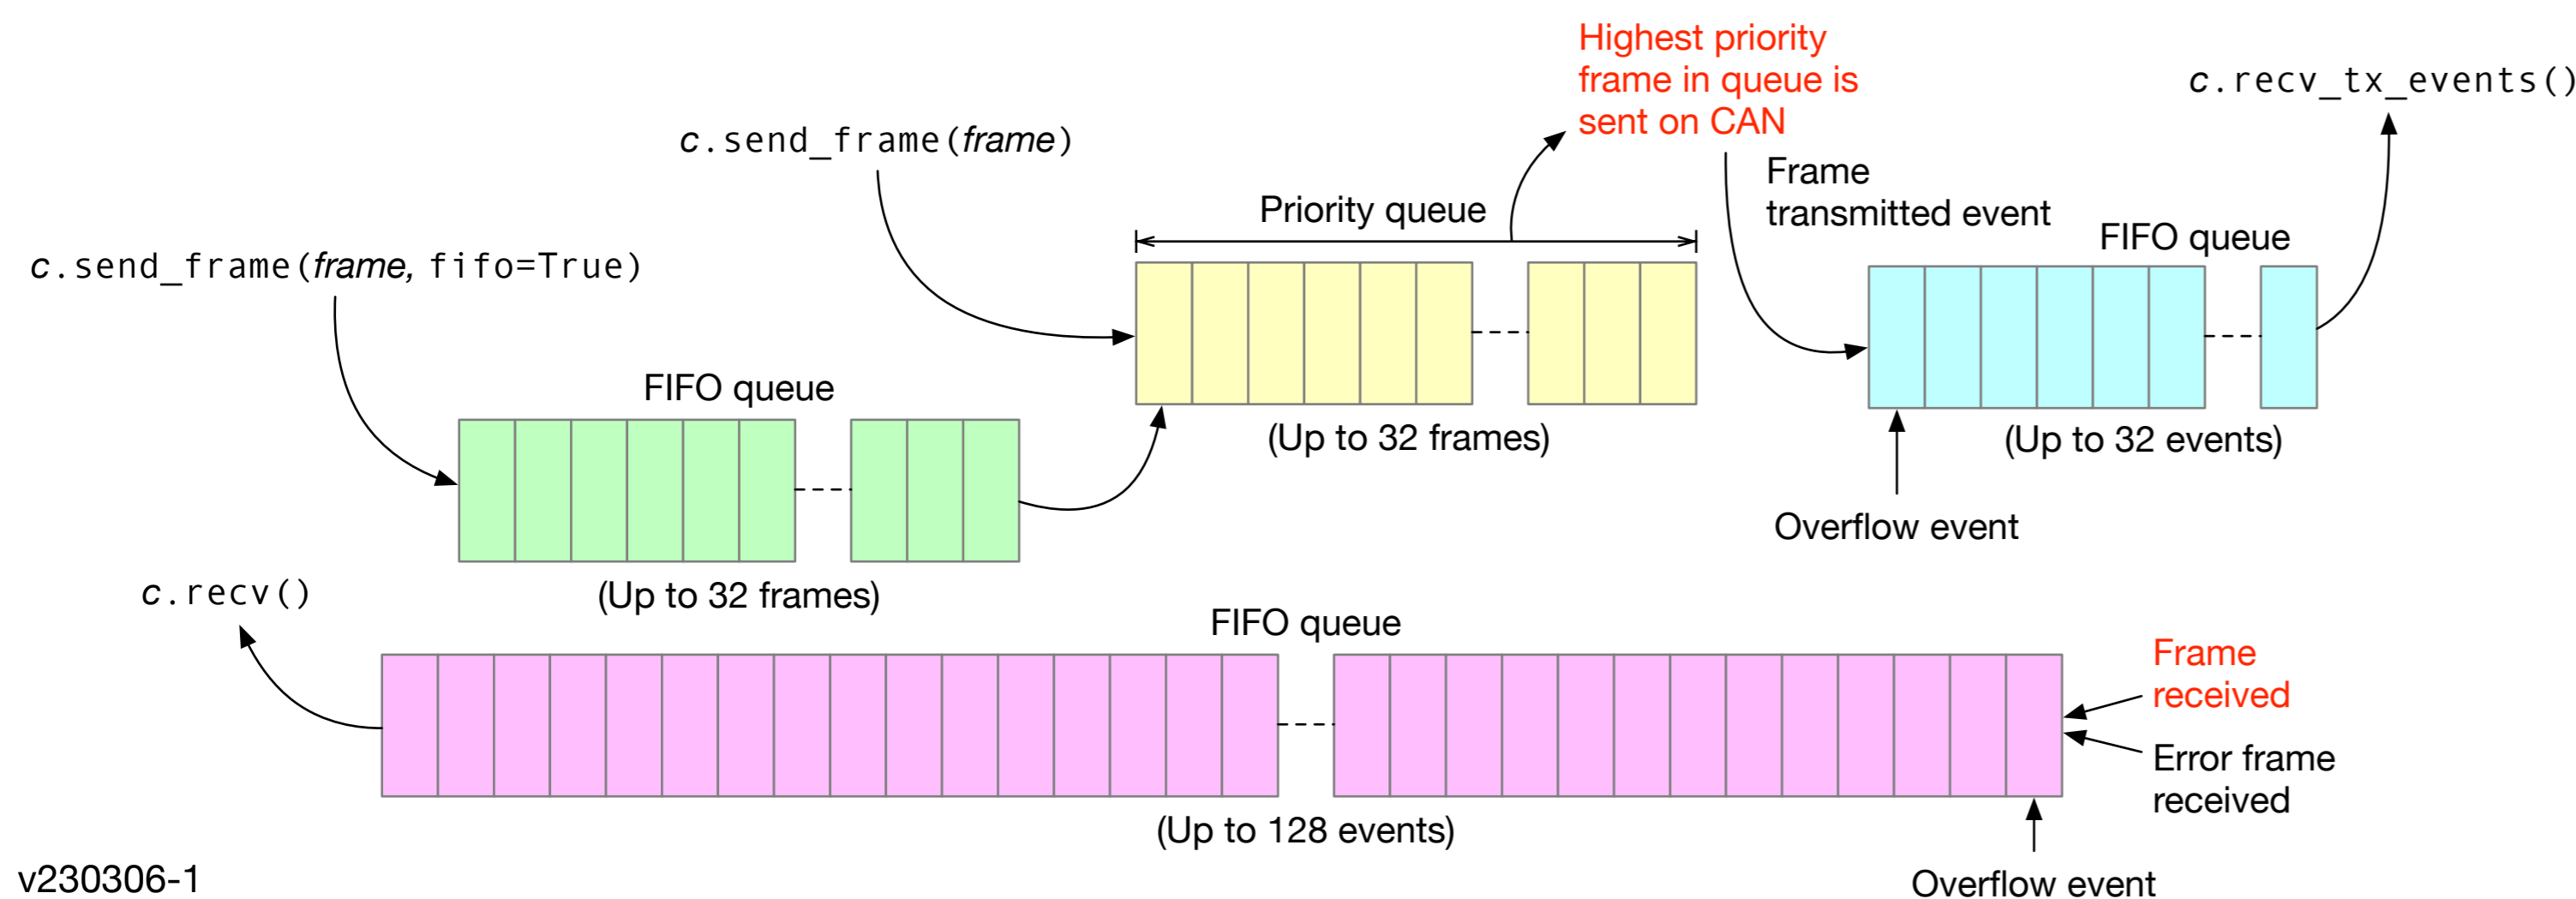 Highest priority
frame in queue is
sent on CAN
c.recv_tx_events()
c.send_frame(frame)
Frame
transmitted event
Priority queue
FIFO queue
c.send_frame(frame, fifo=True)
FIFO queue
(Up to 32 frames)
(Up to 32 events)
Overflow event
c.recv()
(Up to 32 frames)
FIFO queue
Frame
received
Error frame
received
(Up to 128 events)
v230306-1
Overflow event